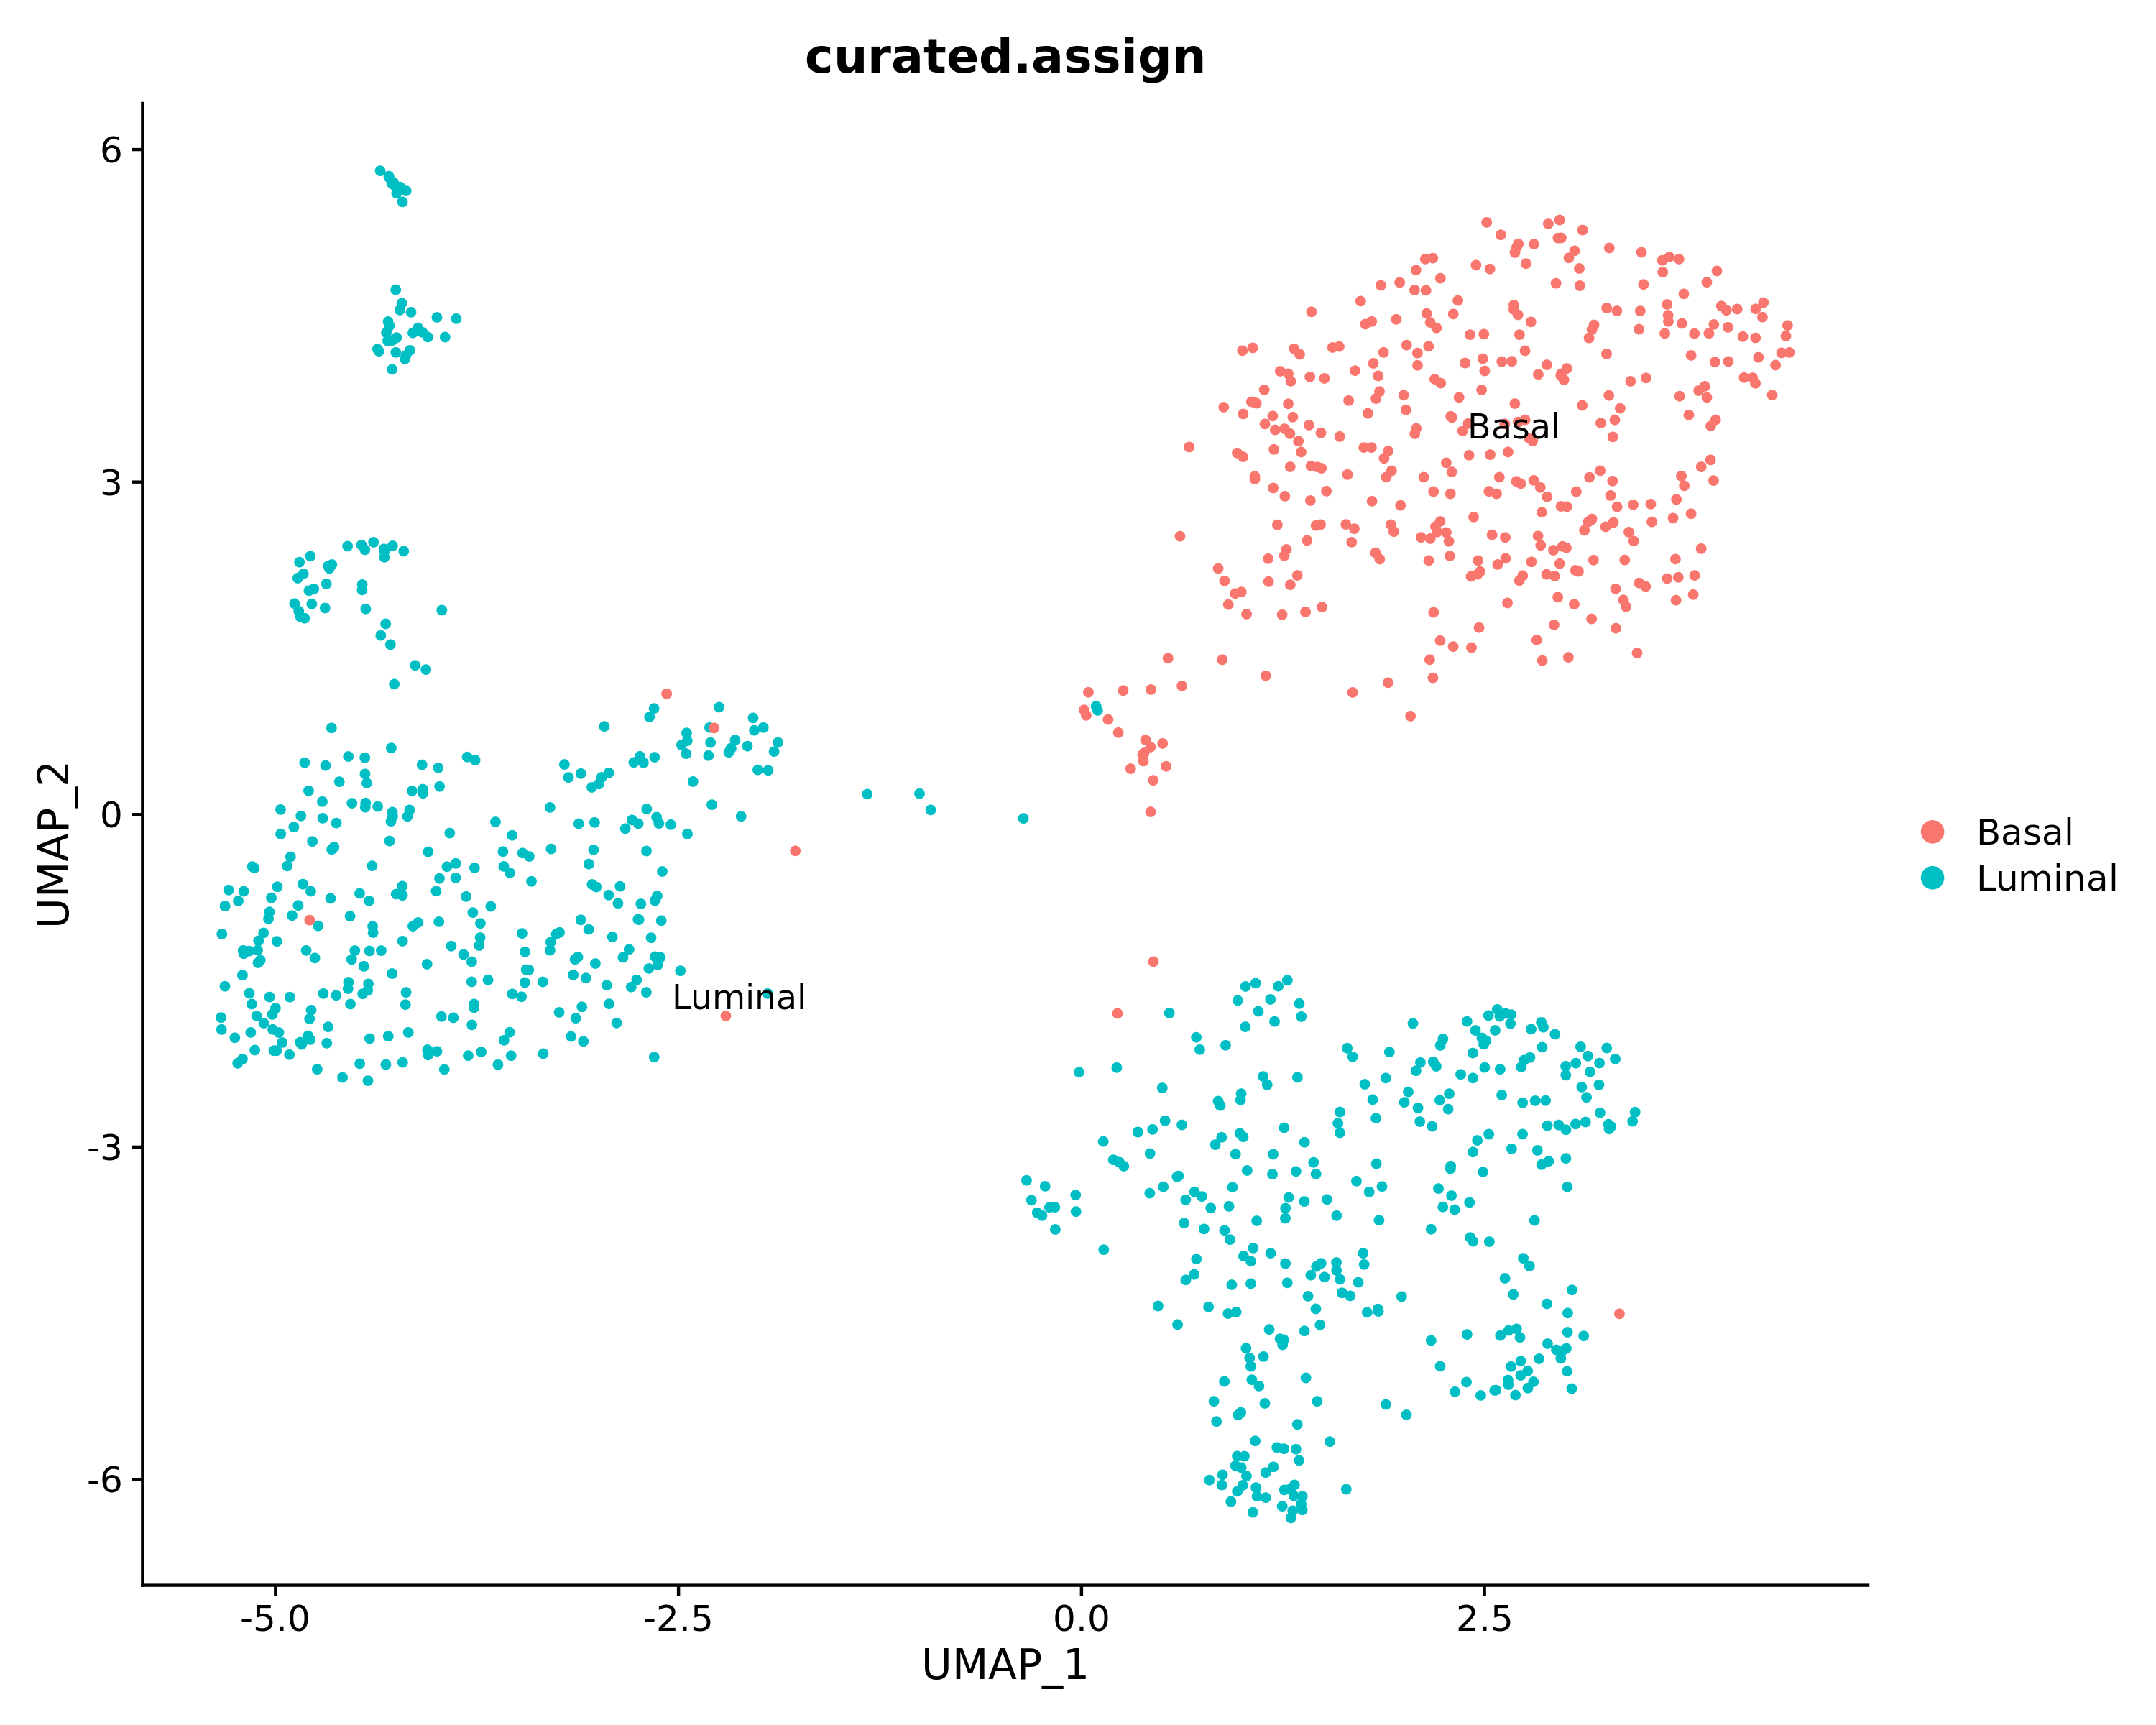 curated.assign
6
3
0
-3
-6
UMAP_2
Basal
Luminal
Basal
Luminal
-5.0
-2.5
0.0
2.5
UMAP_1